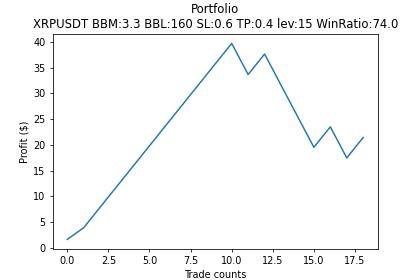 Portfolio
XRPUSDT BBM:3.3 BBL:160 SL:0.6 TP:0.4 lev:15 WinRatio:74.0
40
35
30
25
20
15
10
5
0
Profit ($)
0.0 2.5 5.0 7.5 10.0 12.5 15.0 17.5
Trade counts